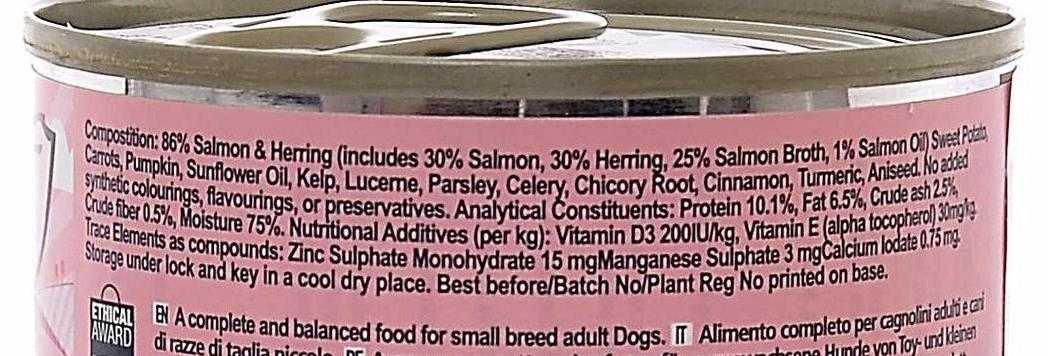 Compostition: 86% Salmon & Herring (includes 30% Salmon, 30% Herring, 25% Salmon Broth, 1% Salmon Oil) Sweet Potato,
Carrots, Pumpkin, Sunflower Oil, Kelp, Lucerne, Parsley, Celery, Chicory Root, Cinnamon, Turmeric, Aniseed. No added
synthetic colourings, flavourings, or preservatives. Analytical Constituents: Protein 10.1%, Fat 6.5%, Crude ash 2.5%,
Crude fiber 0.5%, Moisture 75%. Nutritional Additives (per kg): Vitamin D3 200IU/kg, Vitamin E (alpha tocopherol) 30mg/kg.
Trace Elements as compounds: Zinc Sulphate Monohydrate 15 mgManganese Sulphate 3 mgCalcium Iodate 0.75 mg.
Storage under lock and key in a cool dry place. Best before/Batch No/Plant Reg No printed on base.
ETHICAL
AWARD
EN A complete and balanced food for small breed adult Dogs. IT Alimento completo per cagnolini adulti e cani
di razze di taglia piccole. Hunde von Toy- und kleinen